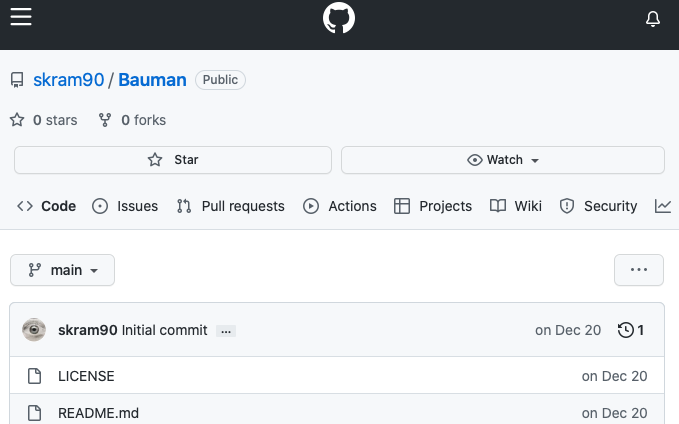 skram90 / Bauman Public
0 stars 0 forks
Star Watch
Code Issues Pull requests Actions Projects Wiki Security
main ...
skram90 Initial commit ... on Dec 20 1
LICENSE on Dec 20
README.md on Dec 20